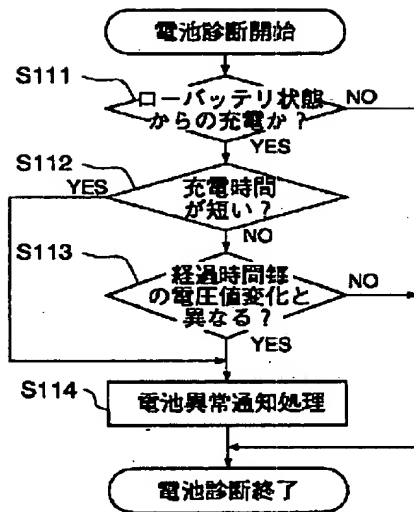 電池診断開始
S111
ローバッテリ状態
からの充電か？
NO
YES
S112
YES
充電時間
が短い？
NO
S113
経過時間毎
の電圧値変化と
異なる？
NO
YES
S114
電池異常通知処理
電池診断終了